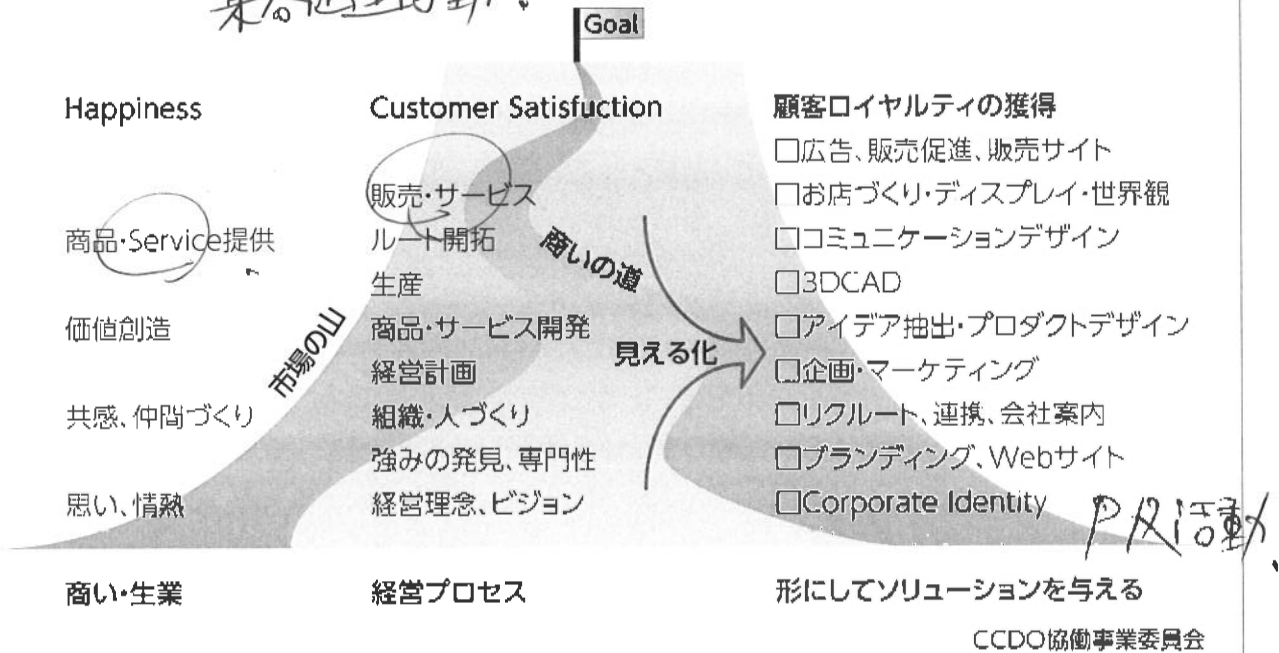 Goal
Happiness
Customer Satisfuction
顧客ロイヤルティの獲得
□広告、販売促進、販売サイト
販売・サービス
□お店づくり・ディスプレイ・世界観
商品・Service提供
ルート開拓
商いの道
□コミュニケーションデザイン
生産
□3DCAD
価値創造
市場の山
商品・サービス開発
見える化
□アイデア抽出・プロダクトデザイン
経営計画
□企画・マーケティング
共感、仲間づくり
組織・人づくり
□リクルート、連携、会社案内
強みの発見、専門性
□ブランディング、Webサイト
思い、情熱
経営理念、ビジョン
□Corporate Identity
PR活動
商い・生業
経営プロセス
形にしてソリューションを与える
CCDO協働事業委員会